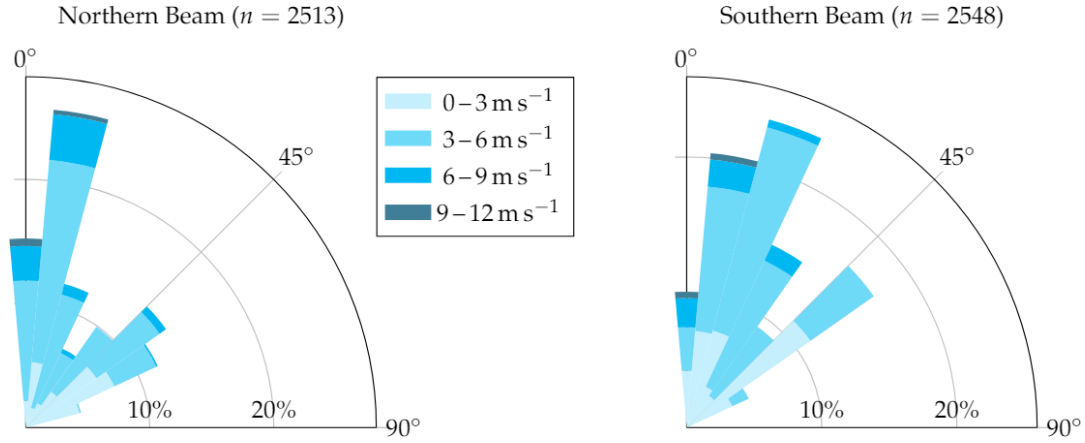 Northern Beam (n = 2513)
0°
45°
90°
10%
20%
0–3 m s⁻¹
3–6 m s⁻¹
6–9 m s⁻¹
9–12 m s⁻¹
Southern Beam (n = 2548)
0°
45°
90°
10%
20%